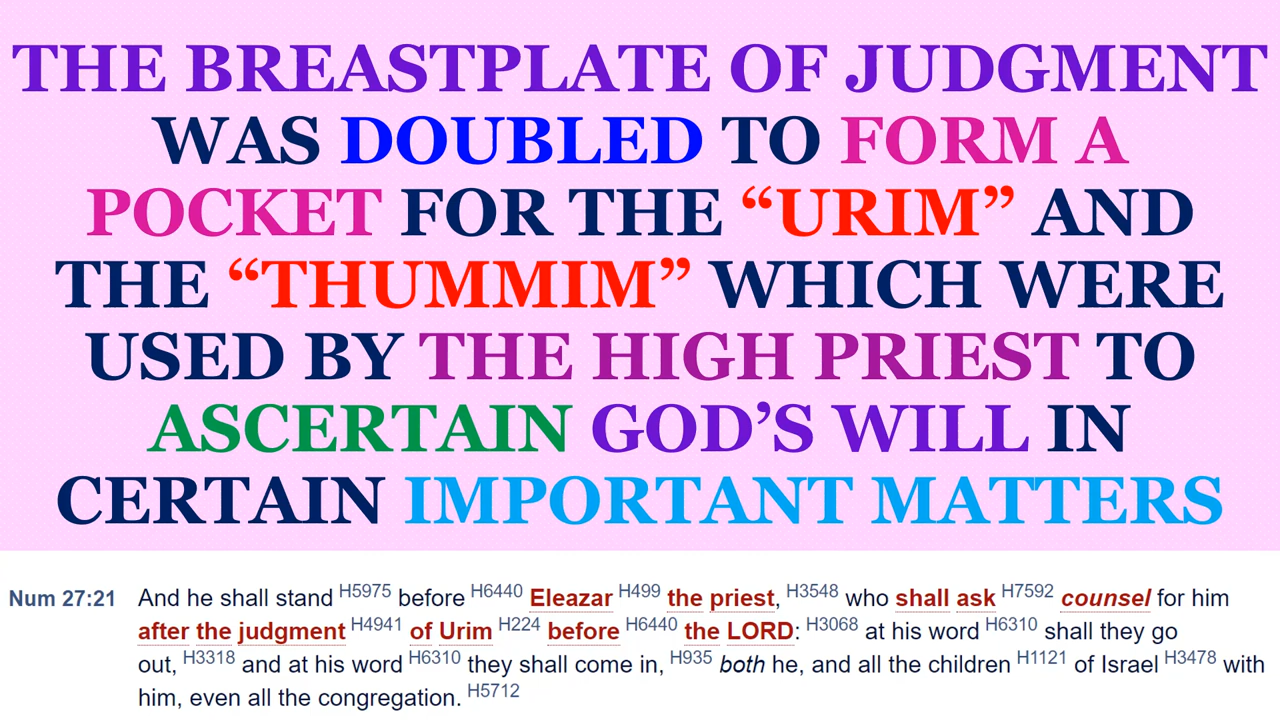 THE BREASTPLATE OF JUDGMENT
WAS DOUBLED TO FORM A
POCKET FOR THE “URIM” AND
THE “THUMMIM” WHICH WERE
USED BY THE HIGH PRIEST TO
ASCERTAIN GOD’S WILL IN
CERTAIN IMPORTANT MATTERS
Num 27:21 And he shall stand H5975 before H6440 Eleazar H499 the priest, H3548 who shall ask H7592 counsel for him
after the judgment H4941 of Urim H224 before H6440 the LORD: H3068 at his word H6310 shall they go
out, H3318 and at his word H6310 they shall come in, H935 both he, and all the children H1121 of Israel H3478 with
him, even all the congregation. H5712